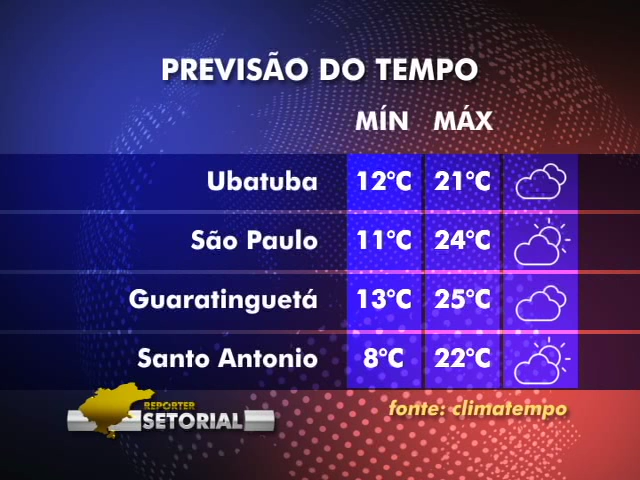 PREVISÃO DO TEMPO
MÍN MÁX
Ubatuba 12°C 21°C
São Paulo 11°C 24°C
Guaratinguetá 13°C 25°C
Santo Antonio 8°C 22°C
REPORTER
SETORIAL
fonte: climatempo